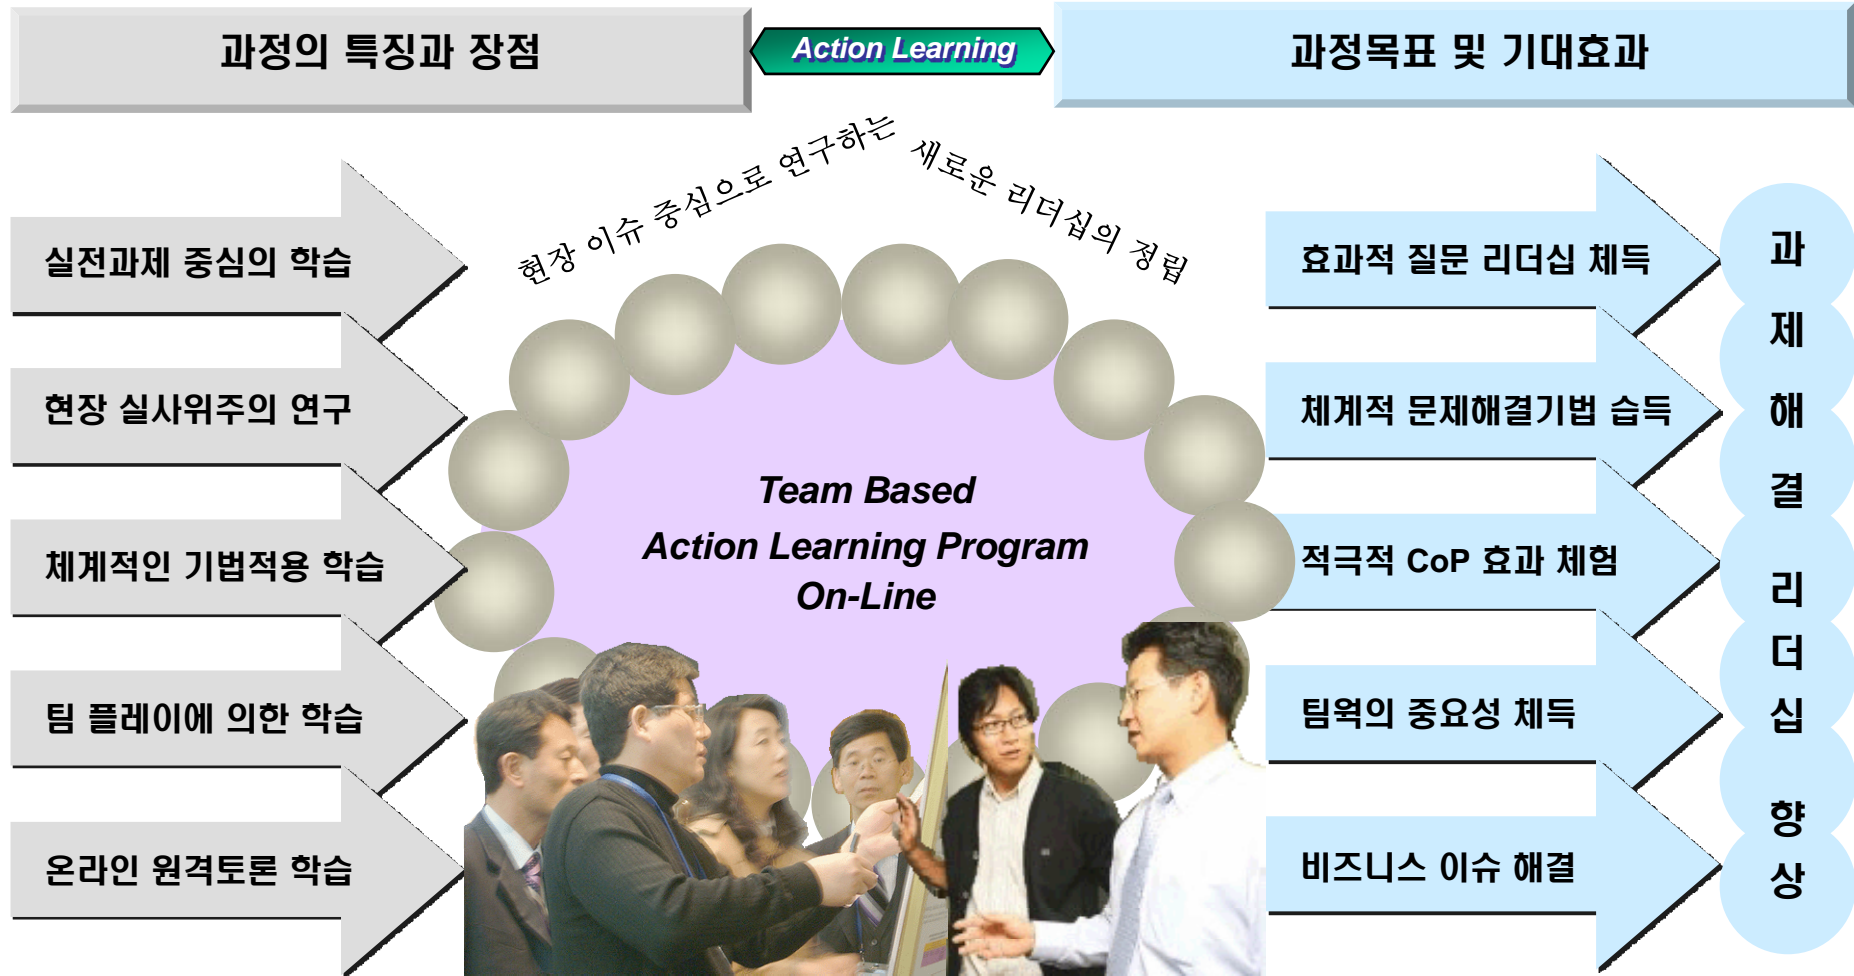 과정의 특징과 장점
Action Learning
과정목표 및 기대효과
현장 이슈 중심으로 연구하는
새로운 리더십의 정립
실전과제 중심의 학습
현장 실사위주의 연구
체계적인 기법적용 학습
팀 플레이에 의한 학습
온라인 원격토론 학습
Team Based
Action Learning Program
On-Line
효과적 질문 리더십 체득
체계적 문제해결기법 습득
적극적 CoP 효과 체험
팀웍의 중요성 체득
비즈니스 이슈 해결
과제해결 리더십 향상